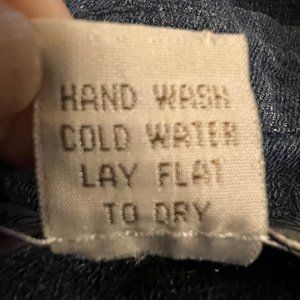 HAND WASH
COLD WATER
LAY FLAT
TO DRY